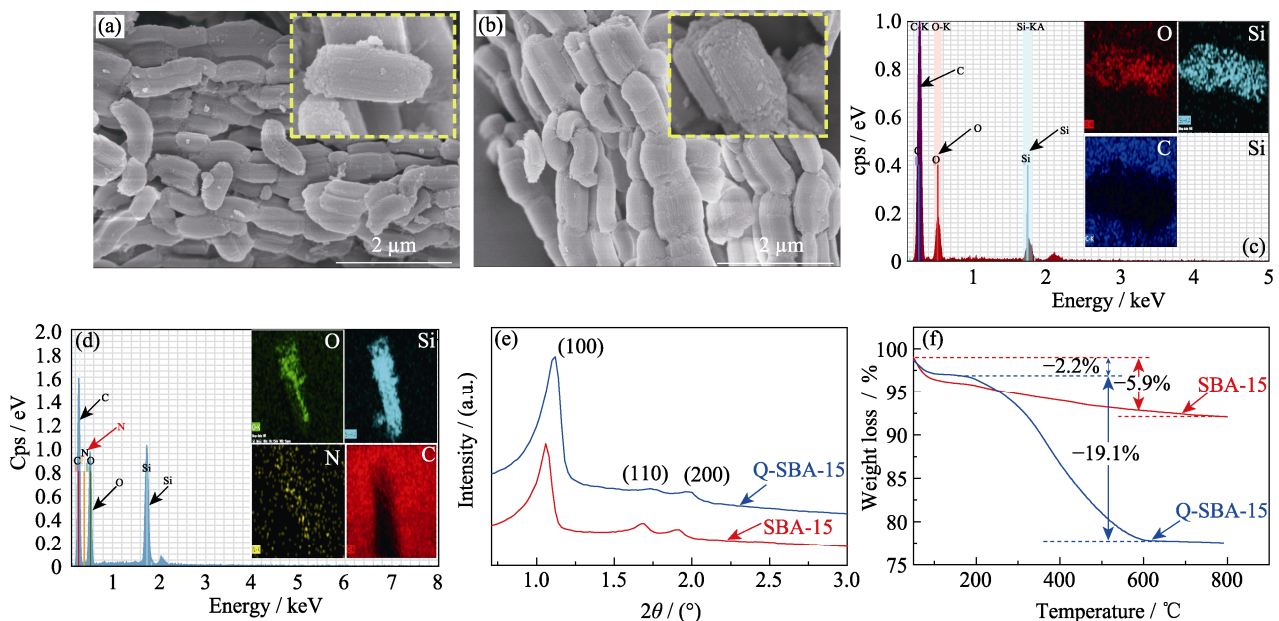 (a)
2 μm
(b)
2 μm
cps / eV
1.0
0.8
0.6
0.4
0.2
0
C-K O-K
Si-KA
C
O
Si
C
O
Si
O
Si
C
Si
(c)
1 2 3 4 5
Energy / keV
(d)
Cps / eV
2.0
1.8
1.6
1.4
1.2
1.0
0.8
0.6
0.4
0.2
0
C
N
O
Si
C
N
O
Si
O
Si
N
C
1 2 3 4 5 6 7 8
Energy / keV
(e)
Intensity / (a.u.)
(100)
(110)
(200)
Q-SBA-15
SBA-15
1.0 1.5 2.0 2.5 3.0
2θ / (°)
(f)
Weight loss / %
100
95
90
85
80
75
−2.2%
−5.9%
SBA-15
−19.1%
Q-SBA-15
200 400 600 800
Temperature / ℃